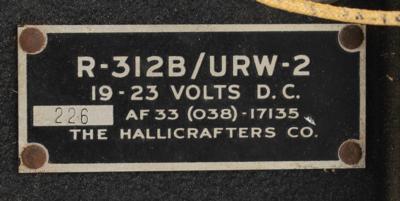 R-312B/URW-2
19-23 VOLTS D.C.
226 AF 33 (038)-17135
THE HALLICRAFTERS CO.